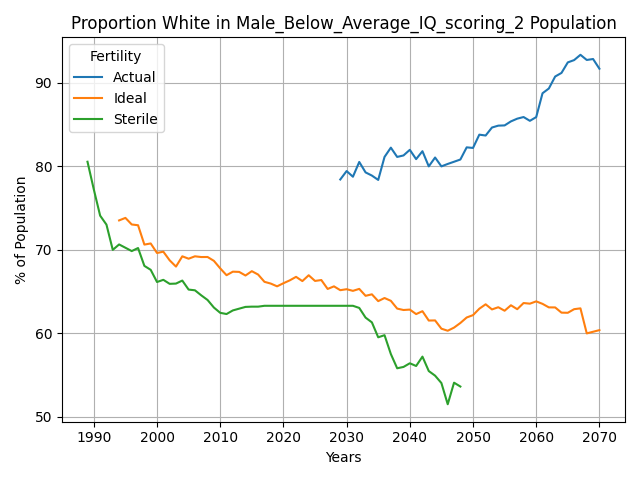 Proportion White in Male_Below_Average_IQ_scoring_2 Population
Fertility
Actual
Ideal
Sterile
% of Population
90
80
70
60
50
1990 2000 2010 2020 2030 2040 2050 2060 2070
Years